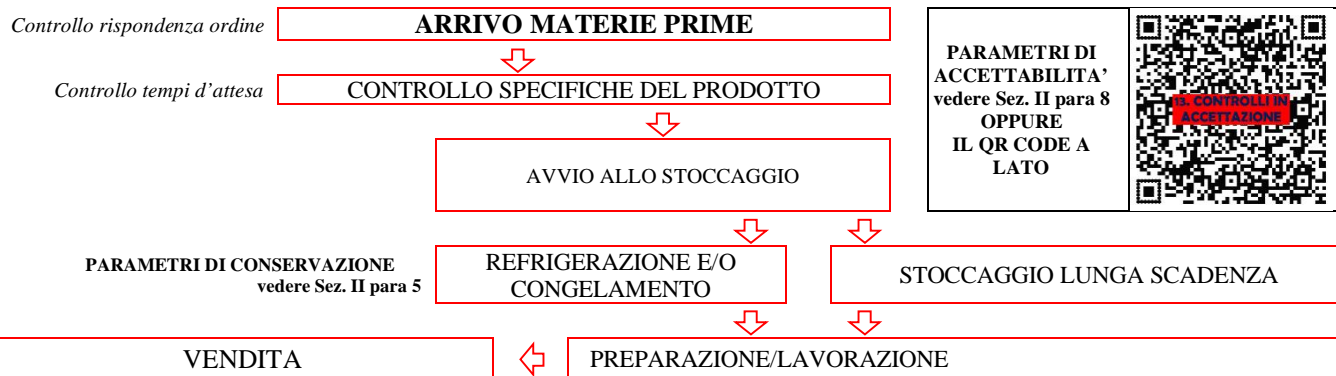 Controllo rispondenza ordine
ARRIVO MATERIE PRIME
Controllo tempi d'attesa
CONTROLLO SPECIFICHE DEL PRODOTTO
PARAMETRI DI
ACCETTABILITA'
vedere Sez. II para 8
OPPURE
IL QR CODE A
LATO
13. CONTROLLI IN
ACCETTAZIONE
AVVIO ALLO STOCCAGGIO
PARAMETRI DI CONSERVAZIONE
vedere Sez. II para 5
REFRIGERAZIONE E/O
CONGELAMENTO
STOCCAGGIO LUNGA SCADENZA
VENDITA
PREPARAZIONE/LAVORAZIONE